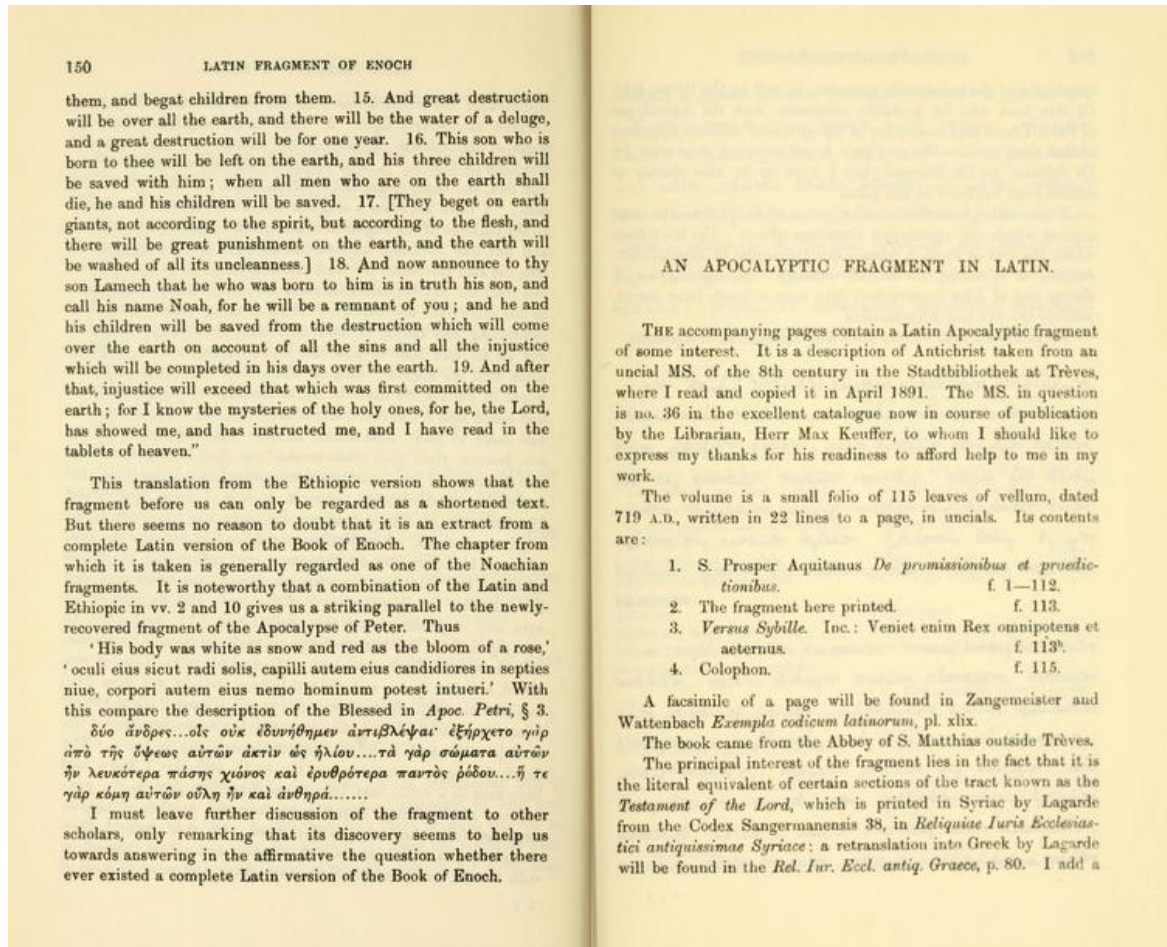 150 LATIN FRAGMENT OF ENOCH
them, and begat children from them. 15. And great destruction
will be over all the earth, and there will be the water of a deluge,
and a great destruction will be for one year. 16. This son who is
born to thee will be left on the earth, and his three children will
be saved with him; when all men who are on the earth shall
die, he and his children will be saved. 17. [They beget on earth
giants, not according to the spirit, but according to the flesh, and
there will be great punishment on the earth, and the earth will
be washed of all its uncleanness.] 18. And now announce to thy
son Lamech that he who was born to him is in truth his son, and
call his name Noah, for he will be a remnant of you; and he and
his children will be saved from the destruction which will come
over the earth on account of all the sins and all the injustice
which will be completed in his days over the earth. 19. And after
that, injustice will exceed that which was first committed on the
earth; for I know the mysteries of the holy ones, for he, the Lord,
has showed me, and has instructed me, and I have read in the
tablets of heaven.”
This translation from the Ethiopic version shows that the
fragment before us can only be regarded as a shortened text.
But there seems no reason to doubt that it is an extract from a
complete Latin version of the Book of Enoch. The chapter from
which it is taken is generally regarded as one of the Noachian
fragments. It is noteworthy that a combination of the Latin and
Ethiopic in vv. 2 and 10 gives us a striking parallel to the newly-
recovered fragment of the Apocalypse of Peter. Thus
‘His body was white as snow and red as the bloom of a rose,’
‘oculi eius sicut radi solis, capilli autem eius candidiores in septies
niue, corpori autem eius nemo hominum potest intueri.’ With
this compare the description of the Blessed in Apoc. Petri, § 3.
δύο ἄνδρες...οἷς οὐκ ἐδυνήθημεν ἀντιβλέψαι· ἐξήρχετο γὰρ
ἀπὸ τῆς ὄψεως αὐτῶν ἀκτὶν ὡς ἡλίου....τὰ γὰρ σώματα αὐτῶν
ἦν λευκότερα πάσης χιόνος καὶ ἐρυθρότερα παντὸς ῥόδου....ἥ τε
γὰρ κόμη αὐτῶν οὔλη ἦν καὶ ἀνθηρά.......
I must leave further discussion of the fragment to other
scholars, only remarking that its discovery seems to help us
towards answering in the affirmative the question whether there
ever existed a complete Latin version of the Book of Enoch.
AN APOCALYPTIC FRAGMENT IN LATIN.
THE accompanying pages contain a Latin Apocalyptic fragment
of some interest. It is a description of Antichrist taken from an
uncial MS. of the 8th century in the Stadtbibliothek at Trèves,
where I read and copied it in April 1891. The MS. in question
is no. 36 in the excellent catalogue now in course of publication
by the Librarian, Herr Max Keuffer, to whom I should like to
express my thanks for his readiness to afford help to me in my
work.
The volume is a small folio of 115 leaves of vellum, dated
719 A.D., written in 22 lines to a page, in uncials. Its contents
are:
1. S. Prosper Aquitanus De promissionibus et praedic-
tionibus. f. 1—112.
2. The fragment here printed. f. 113.
3. Versus Sybille. Inc.: Veniet enim Rex omnipotens et
aeternus. f. 113ᵇ.
4. Colophon. f. 115.
A facsimile of a page will be found in Zangemeister and
Wattenbach Exempla codicum latinorum, pl. xlix.
The book came from the Abbey of S. Matthias outside Trèves.
The principal interest of the fragment lies in the fact that it is
the literal equivalent of certain sections of the tract known as the
Testament of the Lord, which is printed in Syriac by Lagarde
from the Codex Sangermanensis 38, in Reliquiae Iuris Ecclesias-
tici antiquissimae Syriace: a retranslation into Greek by Lagarde
will be found in the Rel. Iur. Eccl. antiq. Graece, p. 80. I add a